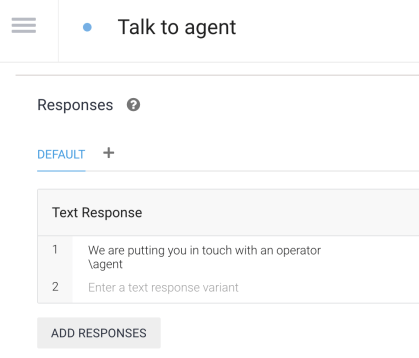 Talk to agent
Responses
DEFAULT
Text Response
1 We are putting you in touch with an operator
\agent
2 Enter a text response variant
ADD RESPONSES